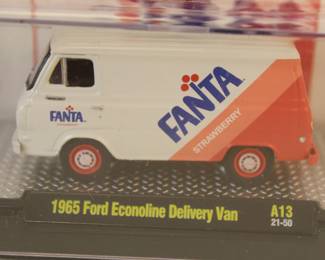 FANTA
FANTA
STRAWBERRY
1965 Ford Econoline Delivery Van
A13
21-50